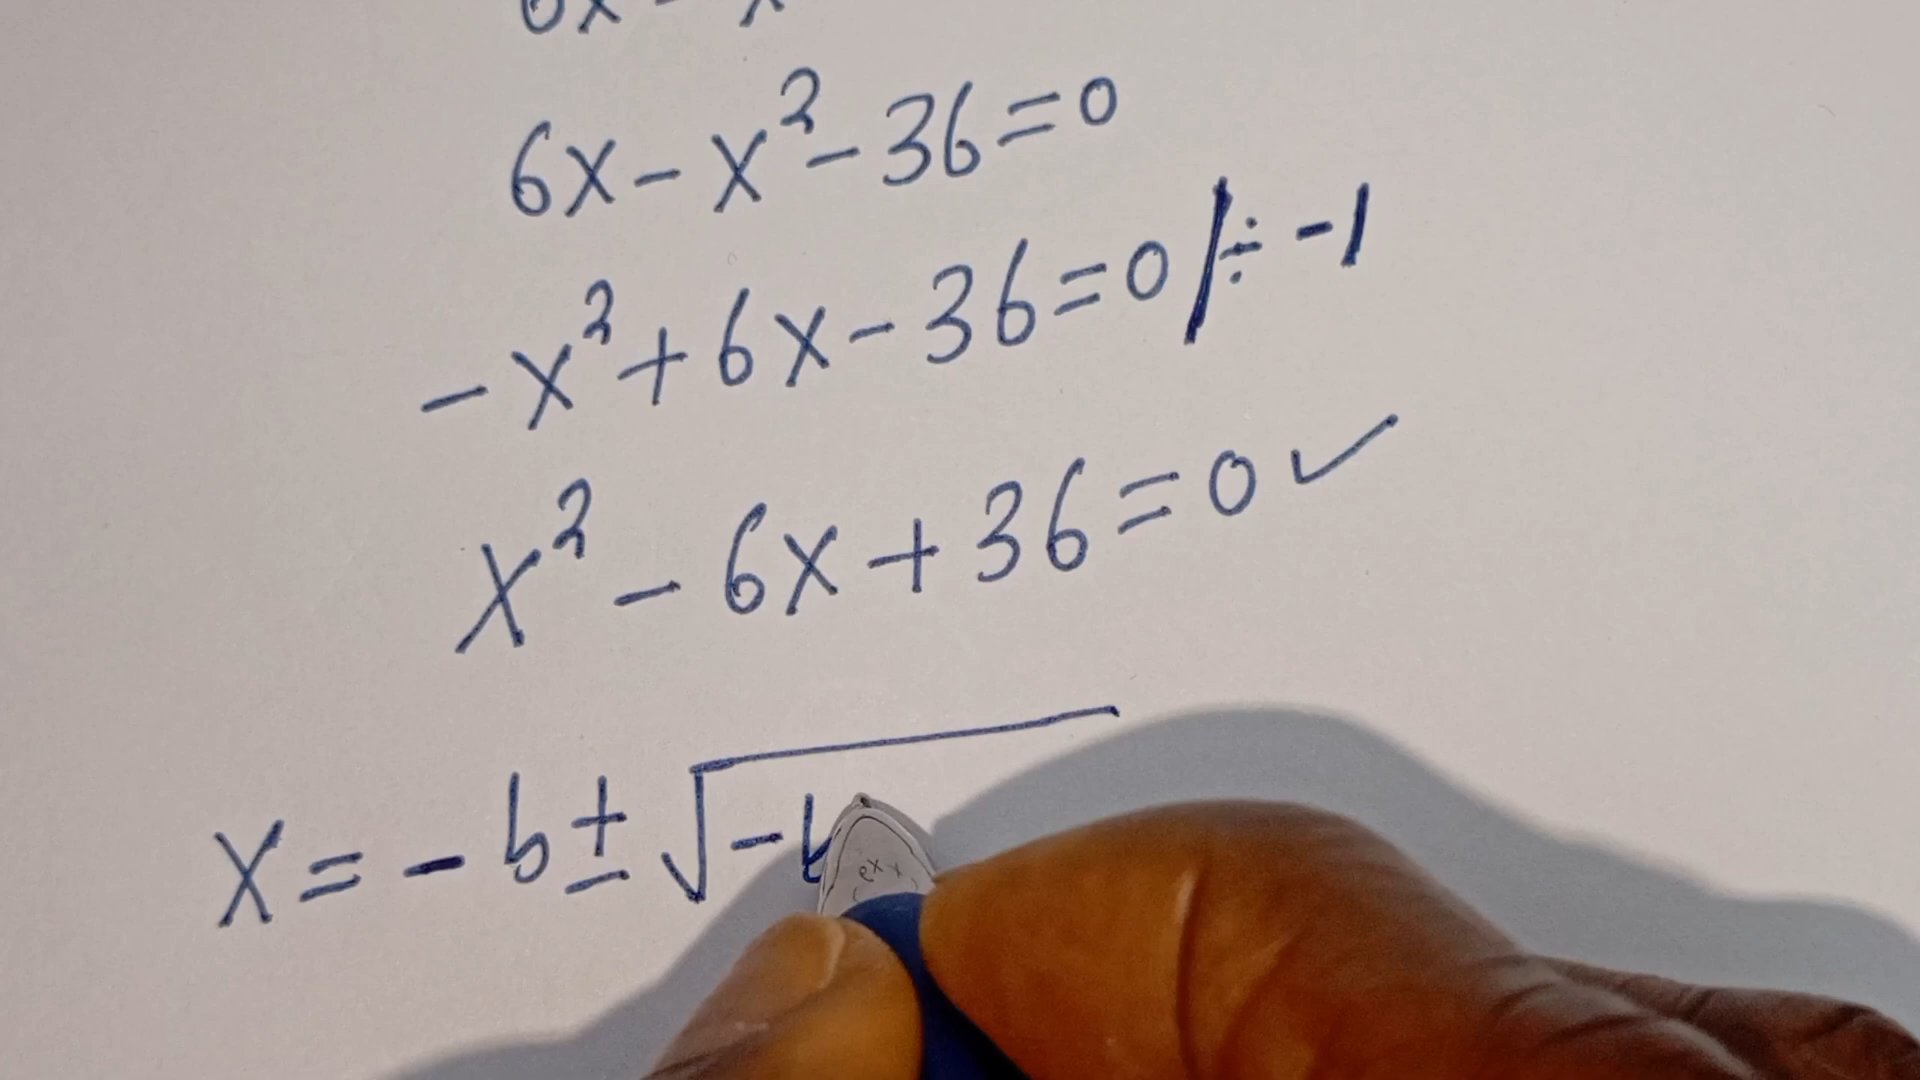 6x - x² - 36 = 0
-x² + 6x - 36 = 0 / ÷ -1
x² - 6x + 36 = 0 ✓
x = -b ± √-b